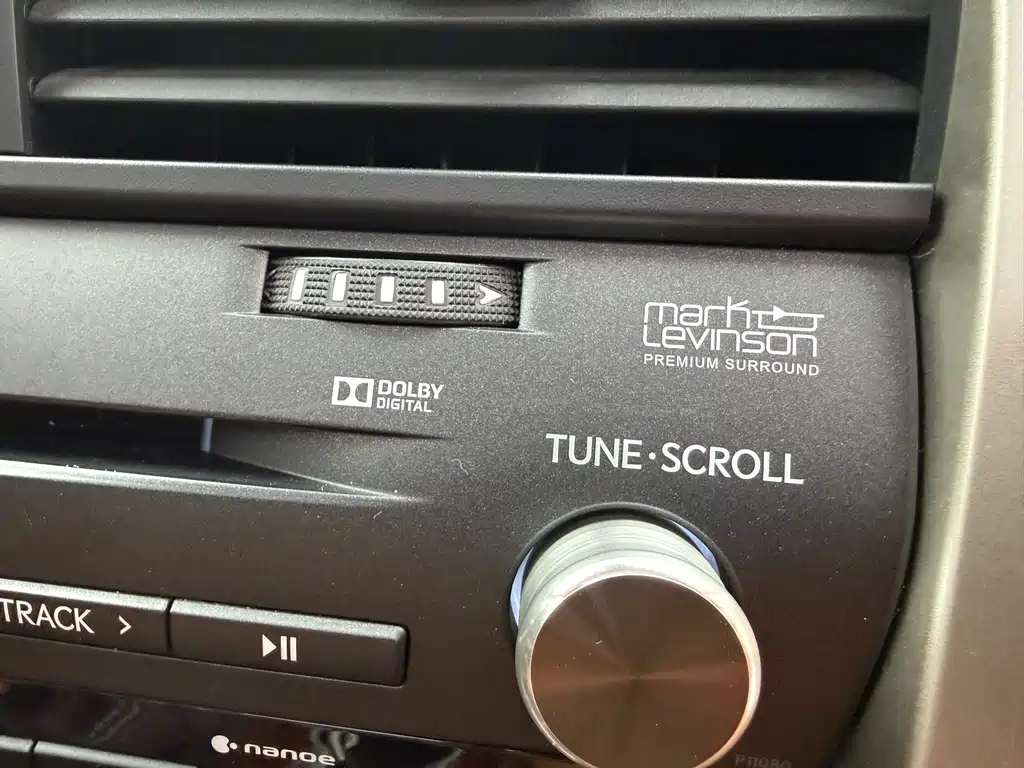 mark
Levinson
PREMIUM SURROUND
DOLBY
DIGITAL
TUNE·SCROLL
TRACK >
nanoe